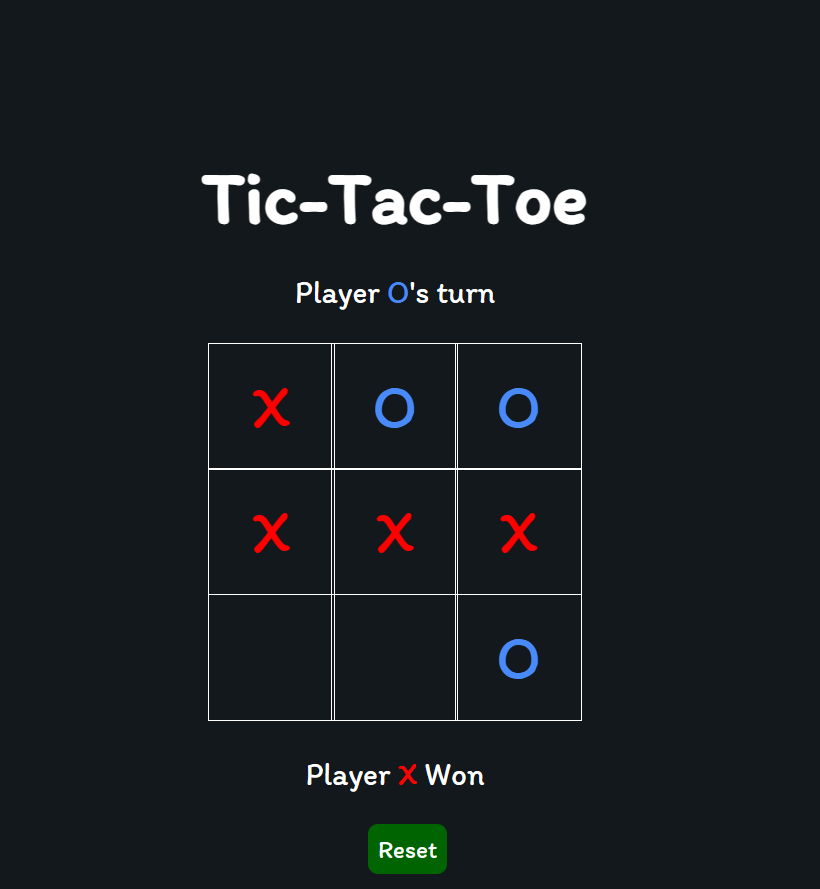 Tic-Tac-Toe
Player O's turn
X O O
X X X
O
Player X Won
Reset